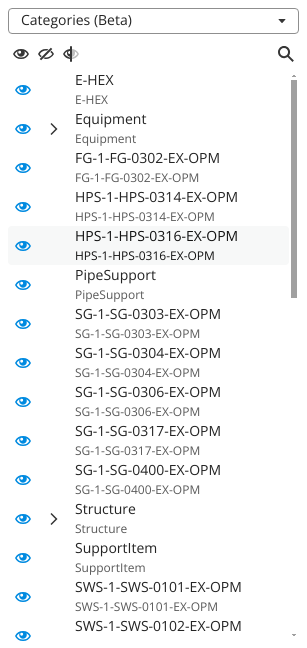 Categories (Beta)
E-HEX
E-HEX
Equipment
Equipment
FG-1-FG-0302-EX-OPM
FG-1-FG-0302-EX-OPM
HPS-1-HPS-0314-EX-OPM
HPS-1-HPS-0314-EX-OPM
HPS-1-HPS-0316-EX-OPM
HPS-1-HPS-0316-EX-OPM
PipeSupport
PipeSupport
SG-1-SG-0303-EX-OPM
SG-1-SG-0303-EX-OPM
SG-1-SG-0304-EX-OPM
SG-1-SG-0304-EX-OPM
SG-1-SG-0306-EX-OPM
SG-1-SG-0306-EX-OPM
SG-1-SG-0317-EX-OPM
SG-1-SG-0317-EX-OPM
SG-1-SG-0400-EX-OPM
SG-1-SG-0400-EX-OPM
Structure
Structure
SupportItem
SupportItem
SWS-1-SWS-0101-EX-OPM
SWS-1-SWS-0101-EX-OPM
SWS-1-SWS-0102-EX-OPM